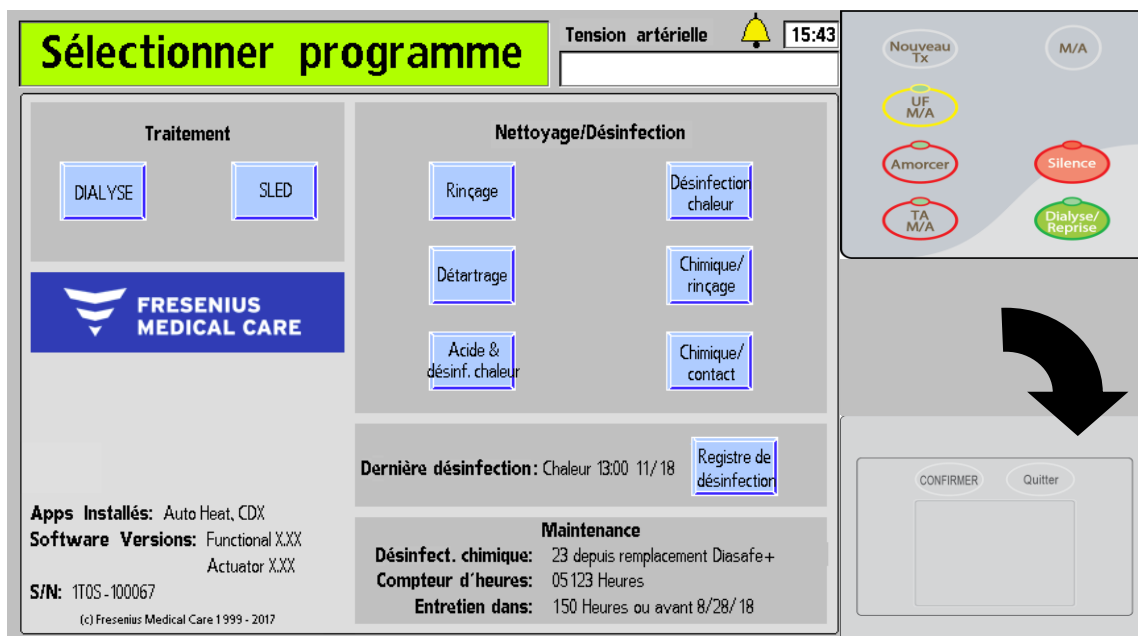 Sélectionner programme
Tension artérielle
15:43
Traitement
DIALYSE
SLED
FRESENIUS
MEDICAL CARE
Nettoyage/Désinfection
Rinçage
Désinfection
chaleur
Détartrage
Chimique/
rinçage
Acide &
désinf. chaleur
Chimique/
contact
Dernière désinfection: Chaleur 13:00 11/18
Registre de
désinfection
Apps Installés: Auto Heat, CDX
Software Versions: Functional X.XX
Actuator X.XX
S/N: 1T0S-100067
(c) Fresenius Medical Care 1999 - 2017
Maintenance
Désinfect. chimique: 23 depuis remplacement Diasafe+
Compteur d'heures: 05123 Heures
Entretien dans: 150 Heures ou avant 8/28/18
Nouveau
Tx
M/A
UF
M/A
Amorcer
Silence
TA
M/A
Dialyse/
Reprise
CONFIRMER
Quitter